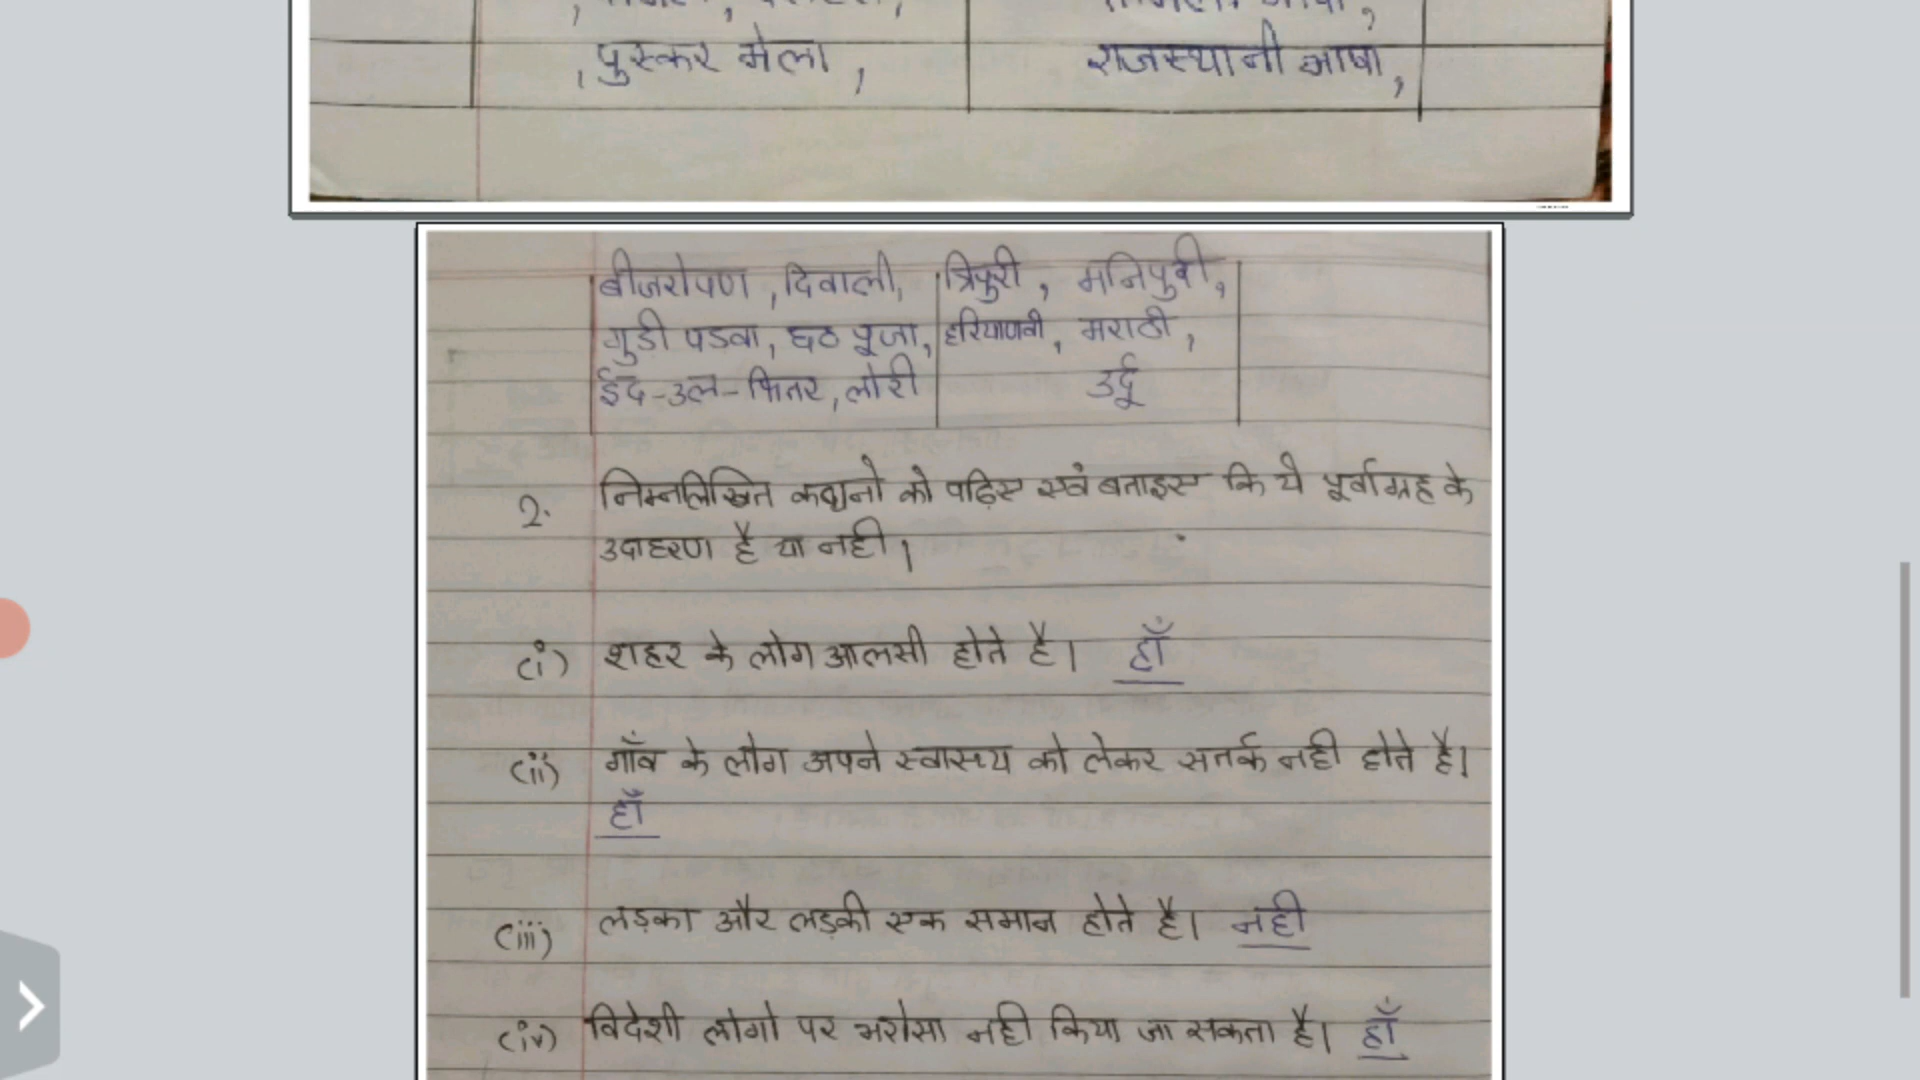 , पुस्कर मेला , राजस्थानी भाषा ,
बीजरोपण , दिवाली, त्रिपुरी , मनिपुरी,
गुडी पडवा, छठ पूजा, हरियाणवी , मराठी ,
ईद-उल-फितर , लोरी उर्दू
2. निम्नलिखित कथनो को पढ़िए एवं बताइए कि ये पूर्वाग्रह के
उदाहरण है या नही।
(i) शहर के लोग आलसी होते है। हाँ
(ii) गाँव के लोग अपने स्वास्थ्य को लेकर सतर्क नही होते है।
हाँ
(iii) लड़का और लड़की एक समान होते है। नही
(iv) विदेशी लोगो पर भरोसा नही किया जा सकता है। हाँ